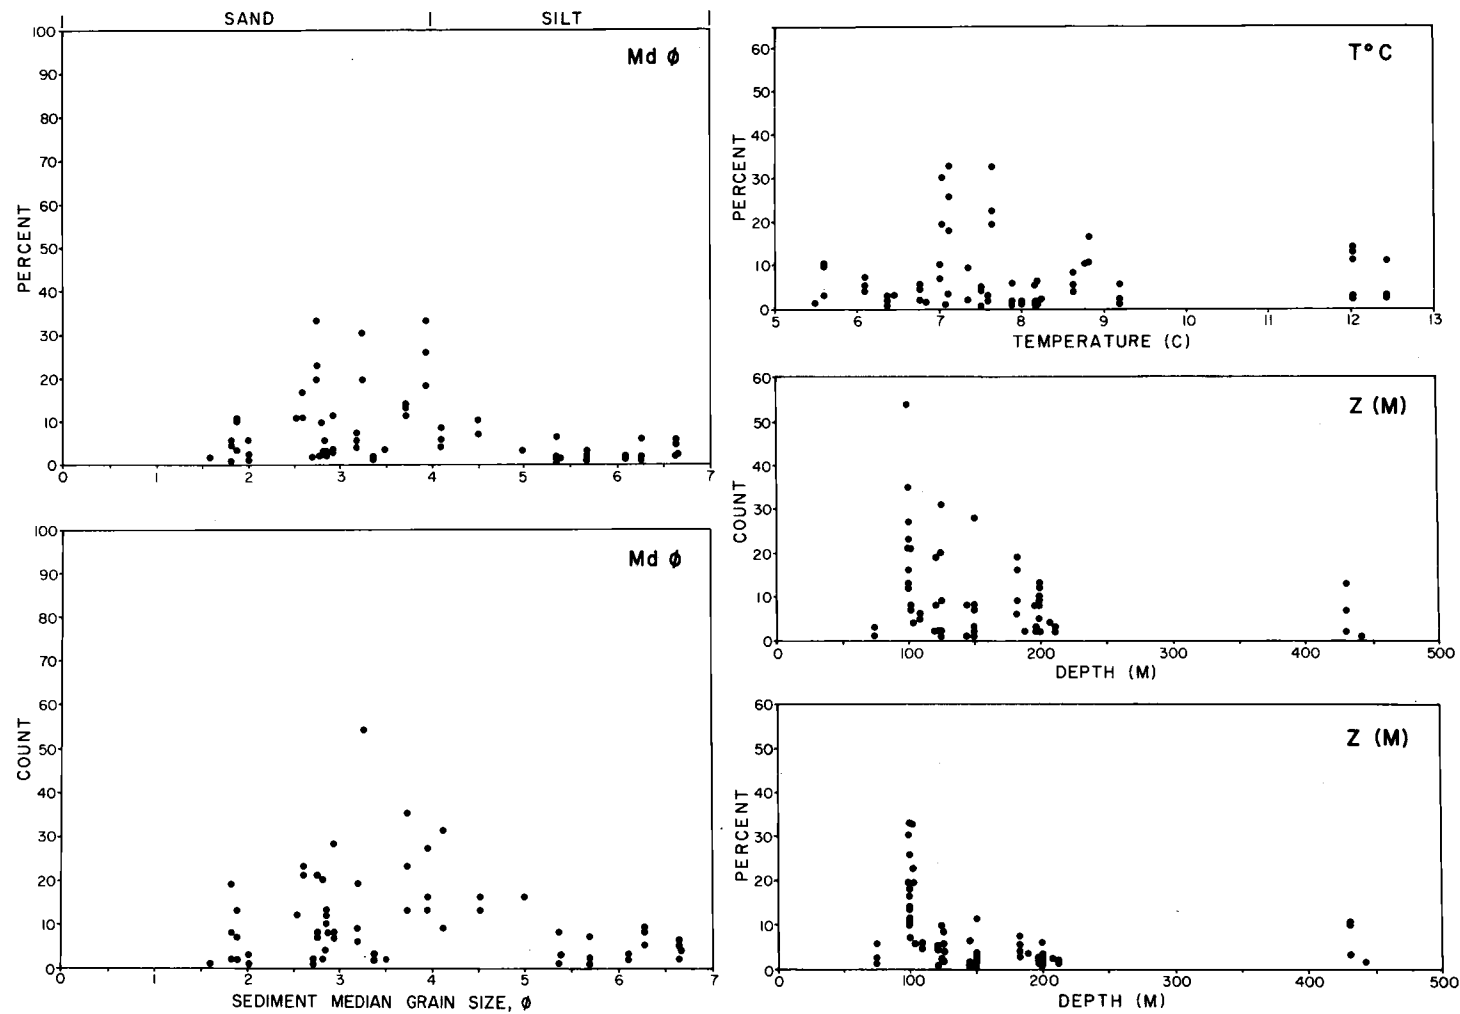 SAND SILT
Md ϕ
100
90
80
70
60
50
40
30
20
10
0
PERCENT
0 1 2 3 4 5 6 7
Md ϕ
100
90
80
70
60
50
40
30
20
10
0
COUNT
0 1 2 3 4 5 6 7
SEDIMENT MEDIAN GRAIN SIZE, ϕ
T°C
60
50
40
30
20
10
0
PERCENT
5 6 7 8 9 10 11 12 13
TEMPERATURE (C)
Z (M)
60
50
40
30
20
10
0
COUNT
0 100 200 300 400 500
DEPTH (M)
Z (M)
60
50
40
30
20
10
0
PERCENT
0 100 200 300 400 500
DEPTH (M)